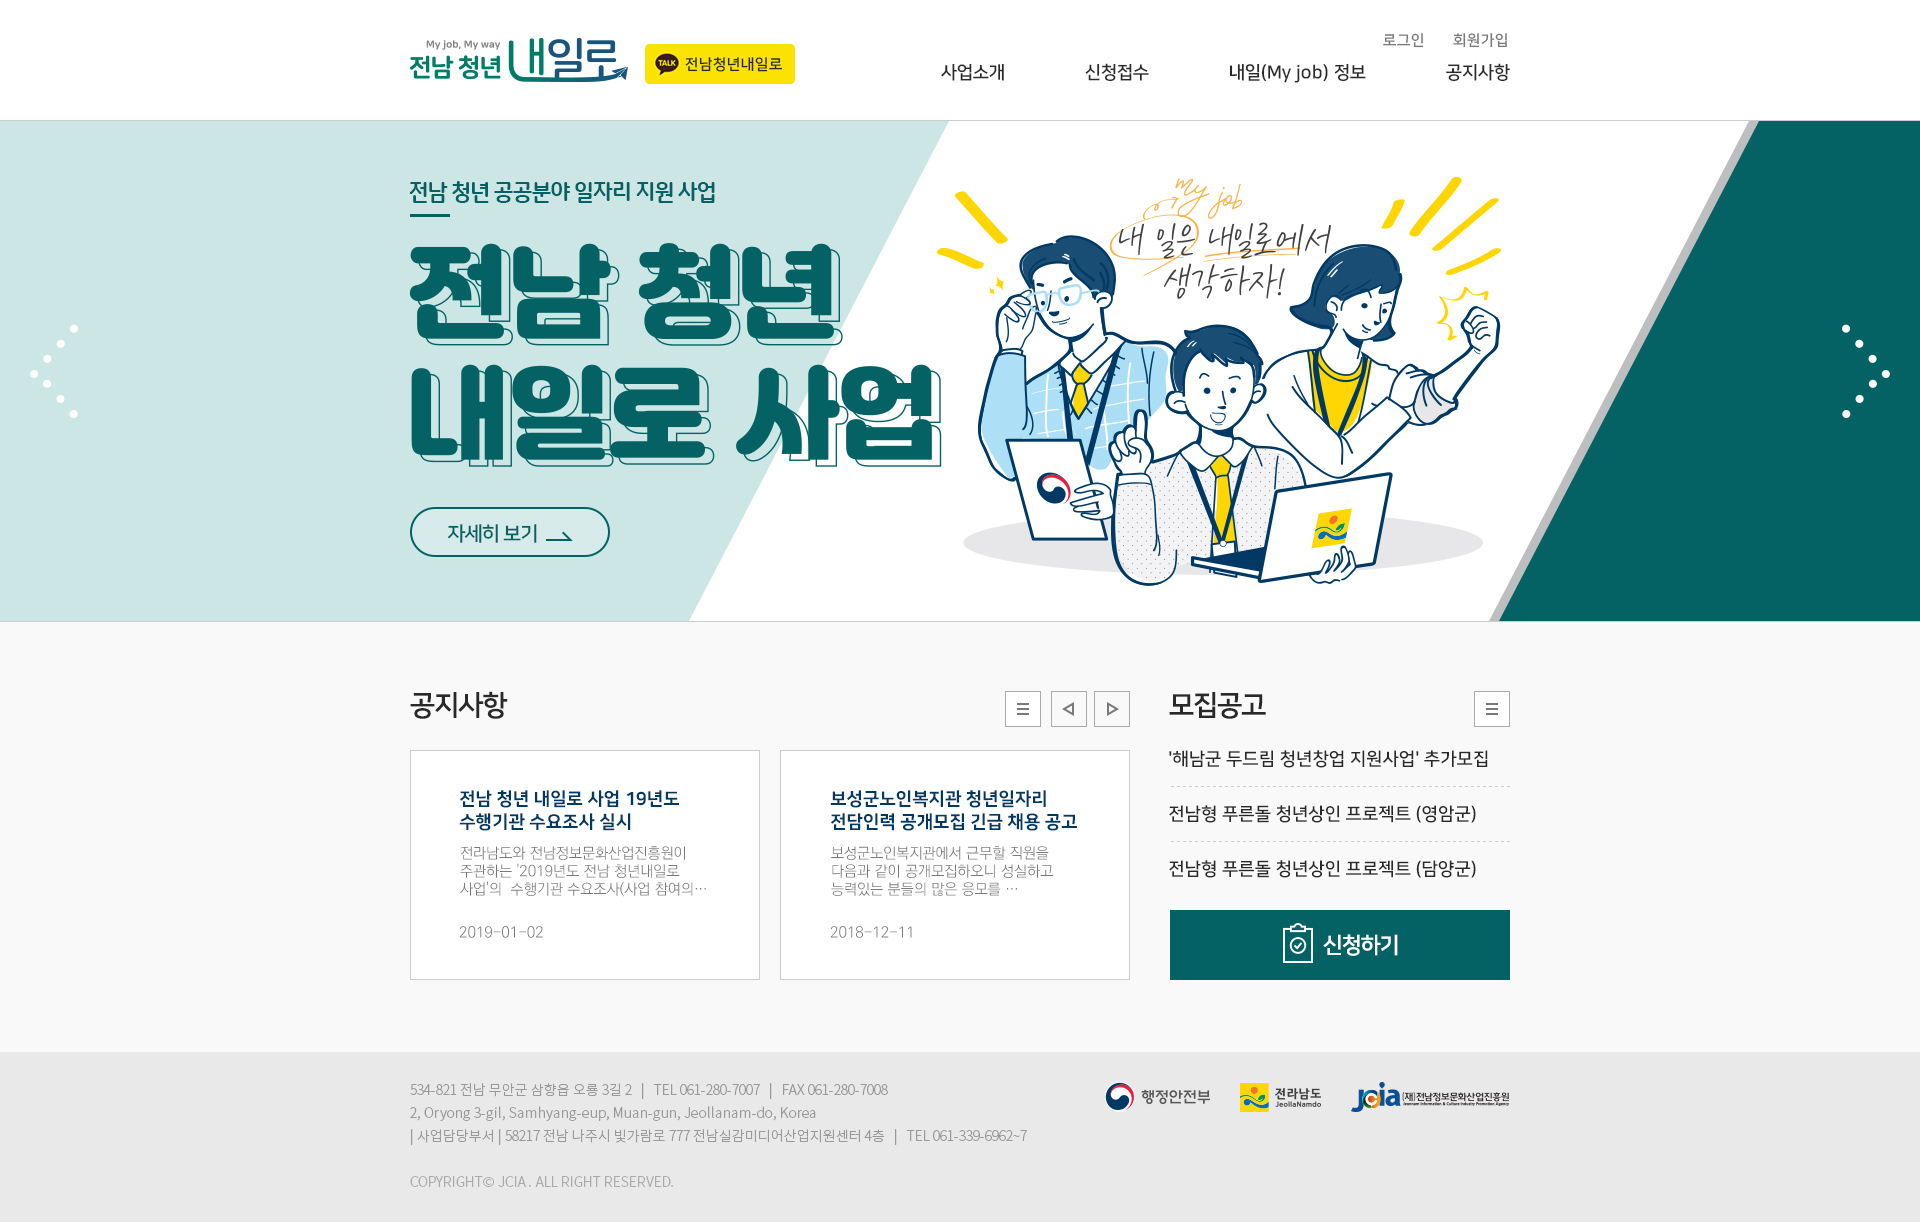 My job, My way
전남 청년 내일로
TALK 전남청년내일로
로그인 회원가입
사업소개 신청접수 내일(My job) 정보 공지사항
전남 청년 공공분야 일자리 지원 사업
전남 청년
내일로 사업
자세히 보기
my job
내 일은 내일로에서
생각하자!
공지사항
전남 청년 내일로 사업 19년도
수행기관 수요조사 실시
전라남도와 전남정보문화산업진흥원이
주관하는 '2019년도 전남 청년내일로
사업'의 수행기관 수요조사(사업 참여의…
2019-01-02
보성군노인복지관 청년일자리
전담인력 공개모집 긴급 채용 공고
보성군노인복지관에서 근무할 직원을
다음과 같이 공개모집하오니 성실하고
능력있는 분들의 많은 응모를 …
2018-12-11
모집공고
'해남군 두드림 청년창업 지원사업' 추가모집
전남형 푸른돌 청년상인 프로젝트 (영암군)
전남형 푸른돌 청년상인 프로젝트 (담양군)
신청하기
534-821 전남 무안군 삼향읍 오룡 3길 2 | TEL 061-280-7007 | FAX 061-280-7008
2, Oryong 3-gil, Samhyang-eup, Muan-gun, Jeollanam-do, Korea
| 사업담당부서 | 58217 전남 나주시 빛가람로 777 전남실감미디어산업지원센터 4층 | TEL 061-339-6962~7
COPYRIGHT© JCIA . ALL RIGHT RESERVED.
행정안전부
전라남도
JeollaNamdo
jcia (재)전남정보문화산업진흥원
Jeonnam Information & Culture Industry Promotion Agency